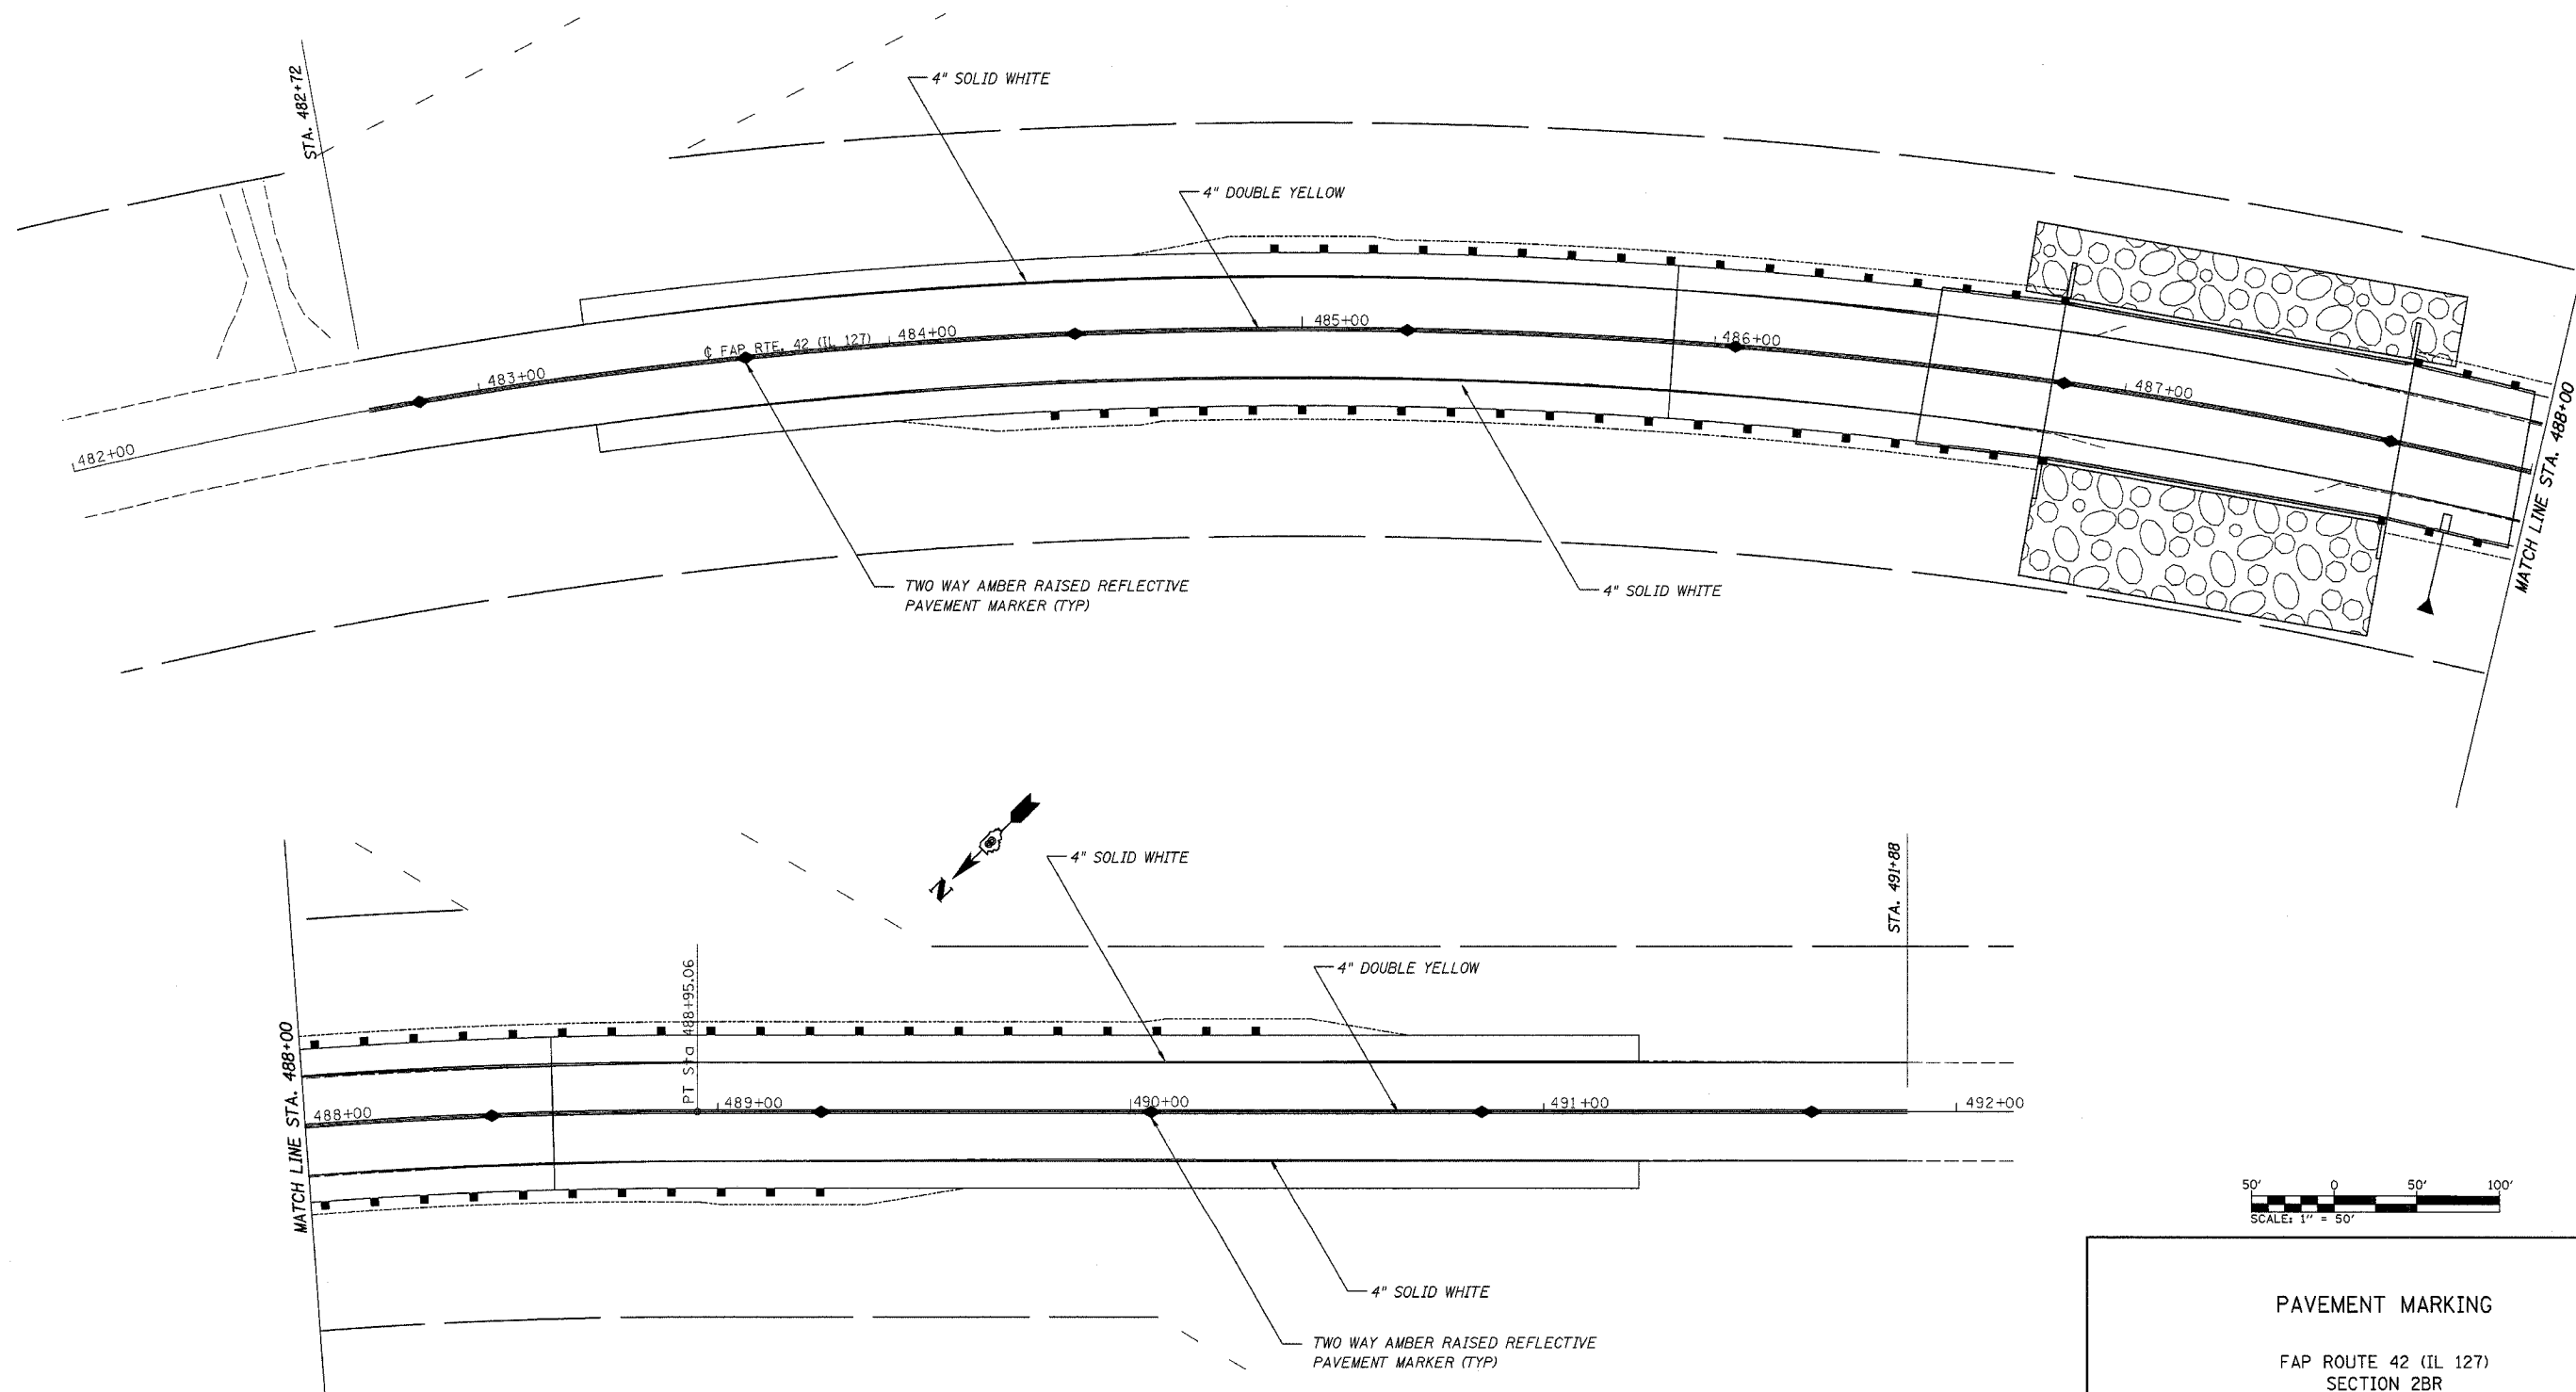 STA. 482+72
4" SOLID WHITE
4" DOUBLE YELLOW
482+00
483+00
℄ FAP RTE. 42 (IL 127)
484+00
485+00
486+00
487+00
TWO WAY AMBER RAISED REFLECTIVE
PAVEMENT MARKER (TYP)
4" SOLID WHITE
MATCH LINE STA. 488+00
N
4" SOLID WHITE
STA. 491+88
4" DOUBLE YELLOW
PT Sta 488+95.06
MATCH LINE STA. 488+00
488+00
489+00
490+00
491+00
492+00
4" SOLID WHITE
TWO WAY AMBER RAISED REFLECTIVE
PAVEMENT MARKER (TYP)
50' 0 50' 100'
SCALE: 1" = 50'
PAVEMENT MARKING
FAP ROUTE 42 (IL 127)
SECTION 2BR